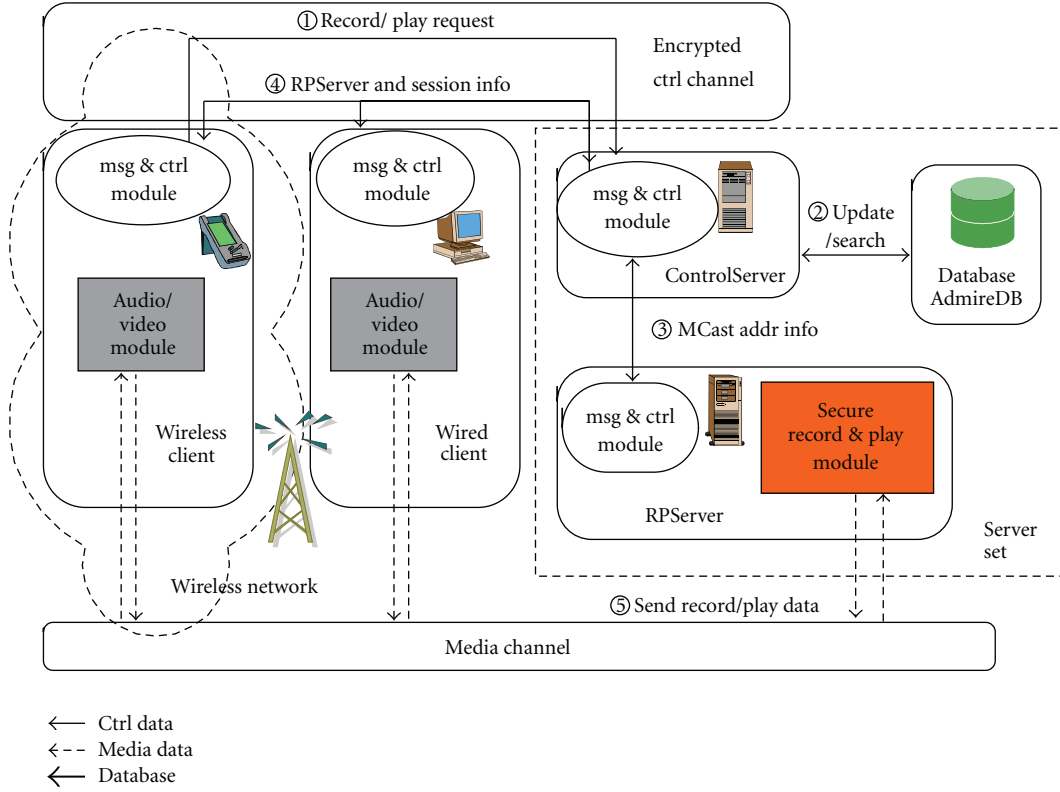 ① Record/ play request
Encrypted
ctrl channel
④ RPServer and session info
msg & ctrl
module
msg & ctrl
module
msg & ctrl
module
ControlServer
② Update
/search
Database
AdmireDB
Audio/
video
module
Audio/
video
module
③ MCast addr info
Wireless
client
Wired
client
msg & ctrl
module
Secure
record & play
module
RPServer
Server
set
Wireless network
⑤ Send record/play data
Media channel
Ctrl data
Media data
Database